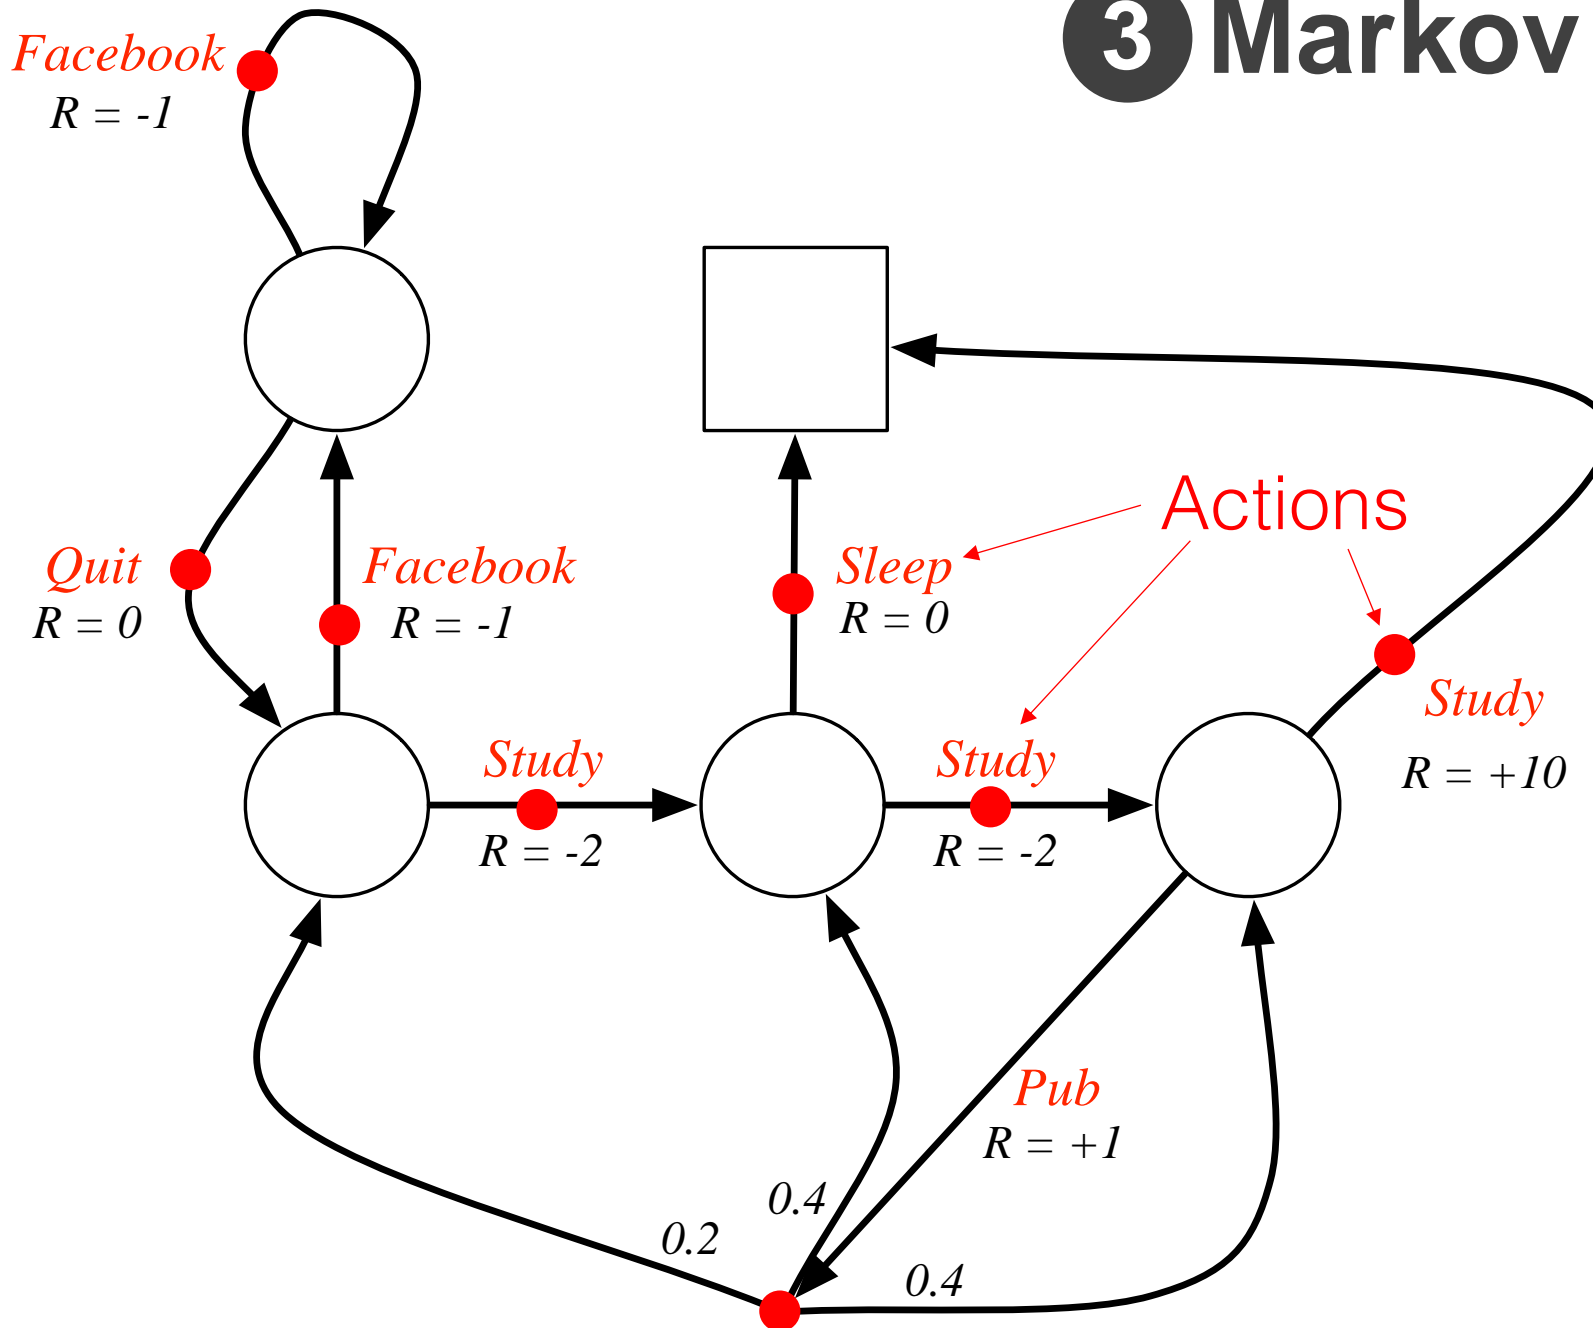 3 Markov
Facebook
R = -1
Actions
Quit
R = 0
Facebook
R = -1
Sleep
R = 0
Study
R = +10
Study
R = -2
Study
R = -2
Pub
R = +1
0.2
0.4
0.4